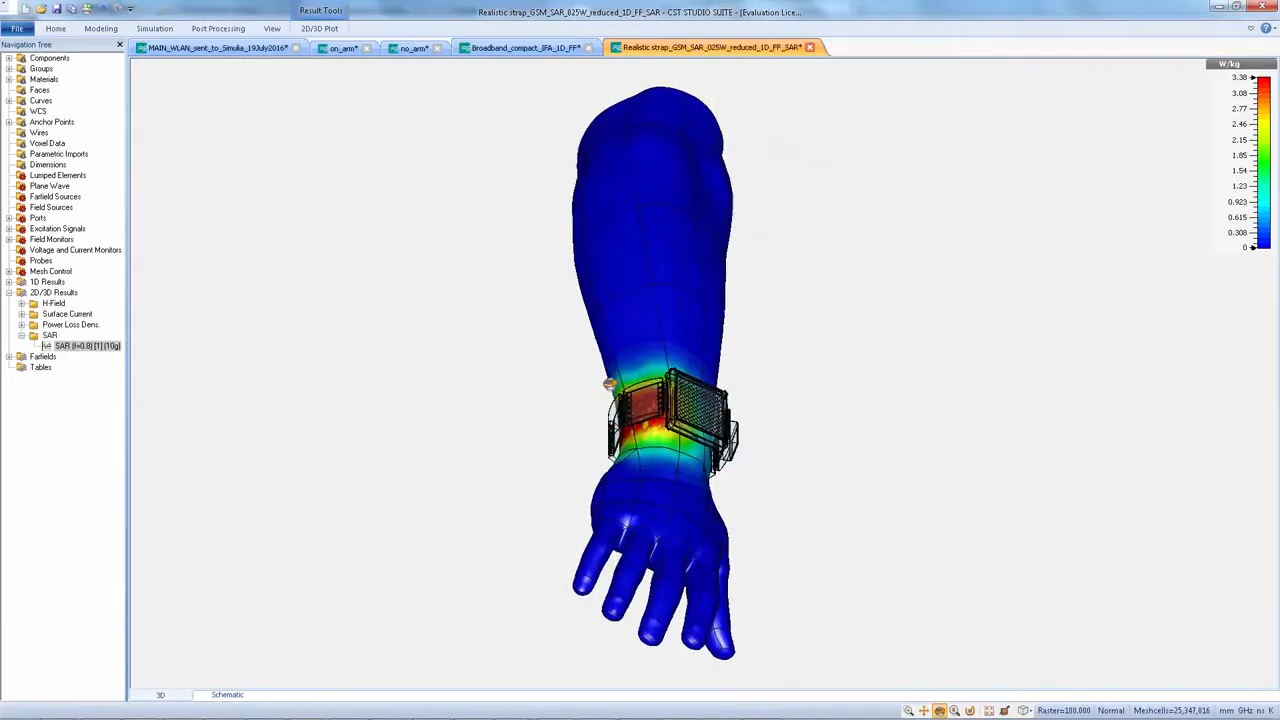 Result Tools
Realistic strap_GSM_SAR_025W_reduced_1D_FF_SAR* - CST STUDIO SUITE - [Evaluation Lice...
File
Home
Modeling
Simulation
Post Processing
View
2D/3D Plot
Navigation Tree
MAIN_WLAN_sent_to_Simulia_19July2016*
on_arm*
no_arm*
Broadband_compact_IFA_1D_FF*
Realistic strap_GSM_SAR_025W_reduced_1D_FF_SAR*
Components
Groups
Materials
Faces
Curves
WCS
Anchor Points
Wires
Voxel Data
Parametric Imports
Dimensions
Lumped Elements
Plane Wave
Farfield Sources
Field Sources
Ports
Excitation Signals
Field Monitors
Voltage and Current Monitors
Probes
Mesh Control
1D Results
2D/3D Results
H-Field
Surface Current
Power Loss Dens.
SAR
SAR (f=0.8) [1] (10g)
Farfields
Tables
W/kg
3.38
3.08
2.77
2.46
2.15
1.85
1.54
1.23
0.923
0.615
0.308
0
3D
Schematic
Raster=100.000
Normal
Meshcells=25,347,816
mm GHz ns K